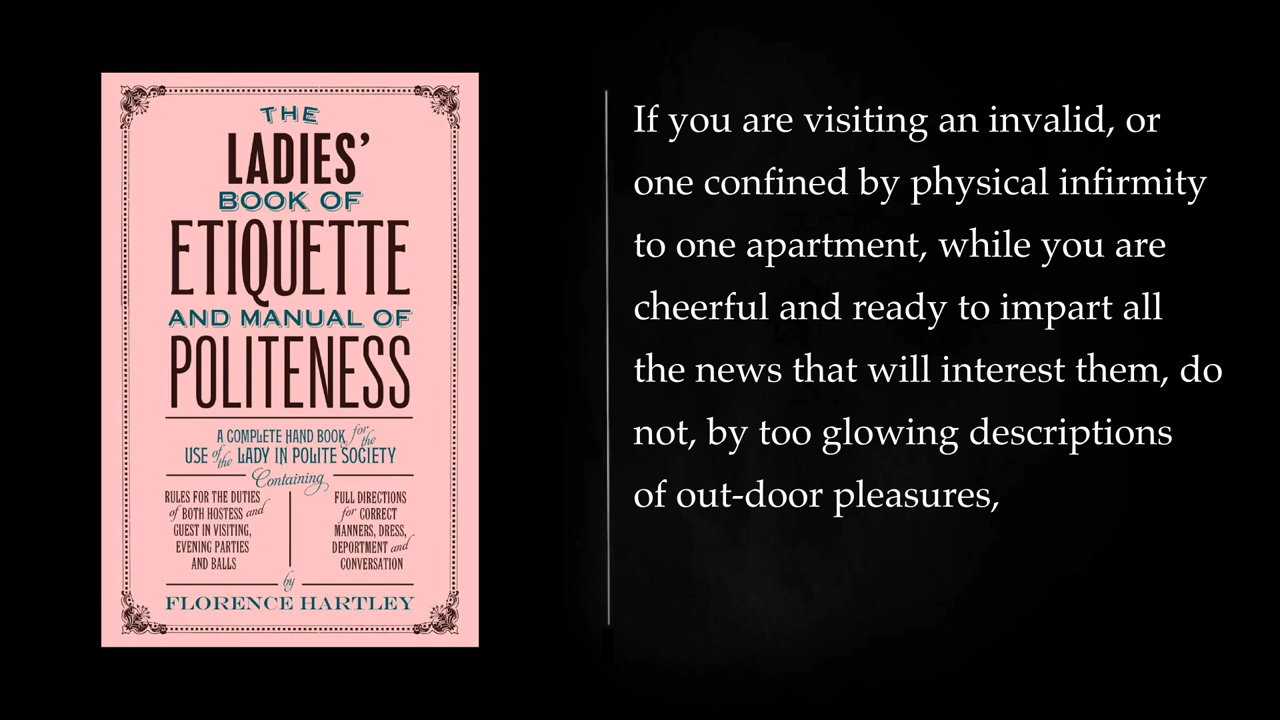 THE
LADIES'
BOOK OF
ETIQUETTE
AND MANUAL OF
POLITENESS
A COMPLETE HAND BOOK for the
USE of the LADY IN POLITE SOCIETY
Containing
RULES FOR THE DUTIES
of BOTH HOSTESS and
GUEST IN VISITING,
EVENING PARTIES
AND BALLS
FULL DIRECTIONS
for CORRECT
MANNERS, DRESS,
DEPORTMENT and
CONVERSATION
by
FLORENCE HARTLEY
If you are visiting an invalid, or
one confined by physical infirmity
to one apartment, while you are
cheerful and ready to impart all
the news that will interest them, do
not, by too glowing descriptions
of out-door pleasures,